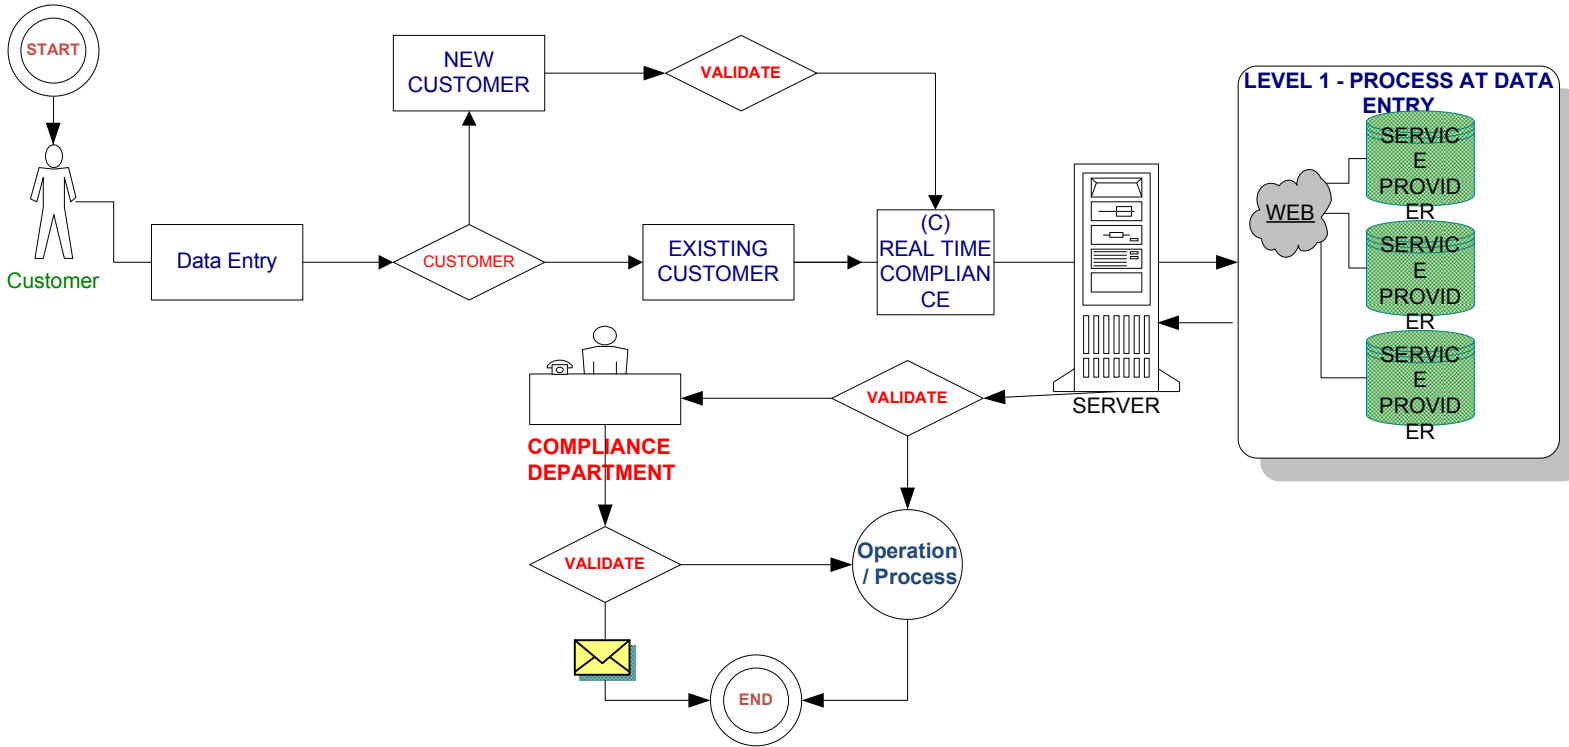 START
Customer
Data Entry
CUSTOMER
NEW
CUSTOMER
VALIDATE
EXISTING
CUSTOMER
(C)
REAL TIME
COMPLIAN
CE
SERVER
LEVEL 1 - PROCESS AT DATA
ENTRY
WEB
SERVIC
E
PROVID
ER
SERVIC
E
PROVID
ER
SERVIC
E
PROVID
ER
VALIDATE
COMPLIANCE
DEPARTMENT
VALIDATE
Operation
/ Process
END